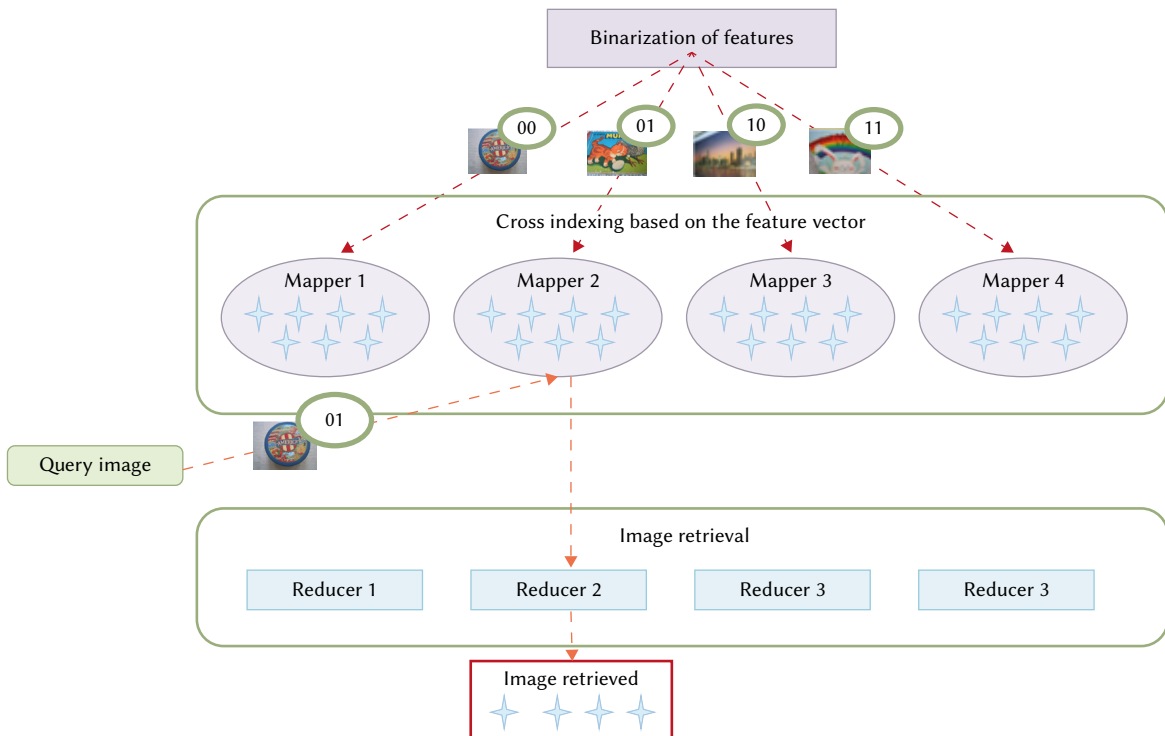 Binarization of features
00
01
10
11
Cross indexing based on the feature vector
Mapper 1
Mapper 2
Mapper 3
Mapper 4
01
Query image
Image retrieval
Reducer 1
Reducer 2
Reducer 3
Reducer 3
Image retrieved